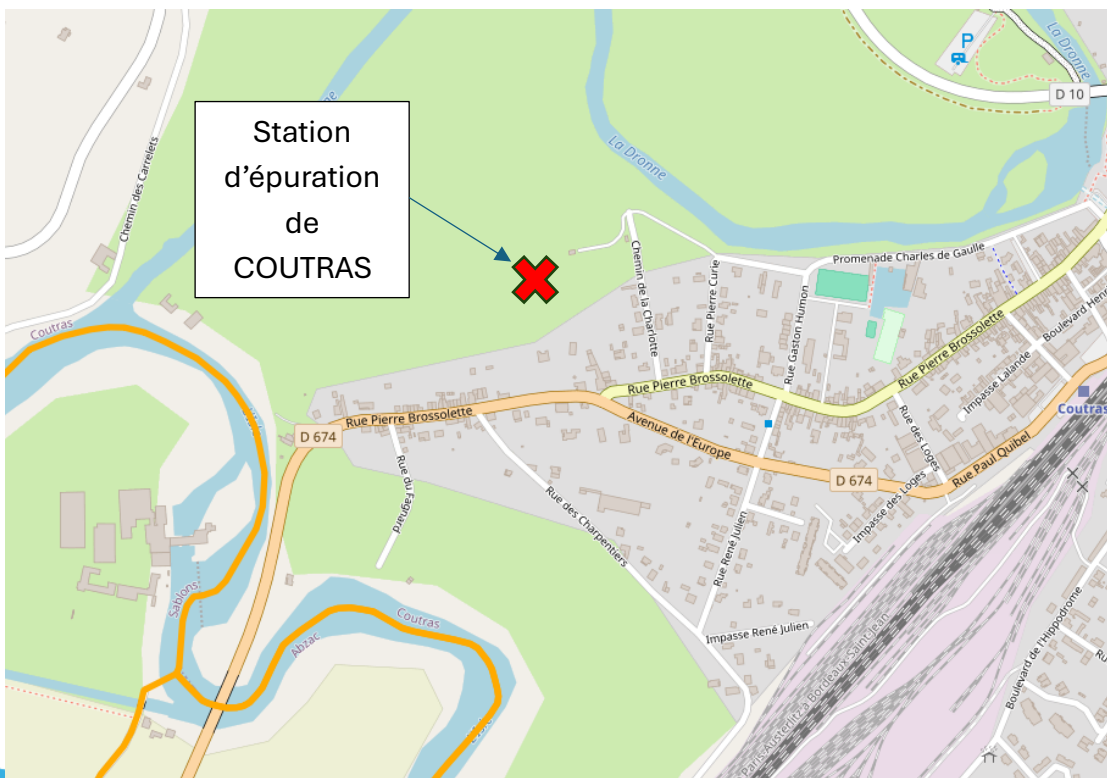 La Dronne
P
D 10
Station
d'épuration
de
COUTRAS
La Dronne
Chemin des Carrelets
Promenade Charles de Gaulle
Chemin de la Charlotte
Rue Pierre Curie
Rue Gaston Humon
Boulevard Henr
Impasse Lalande
Rue Pierre Brossolette
Coutras
Rue Pierre Brossolette
Coutras
Rue Pierre Brossolette
Avenue de l'Europe
D 674
D 674
Rue des Loges
Rue Paul Quibel
Impasse des Loges
Rue du Fagnard
Rue des Charpentiers
Rue René Julien
Sablons
Coutras
Abzac
Impasse René Julien
Paris-Austerlitz à Bordeaux-Saint-Jean
Boulevard de l'Hippodrome
Ru